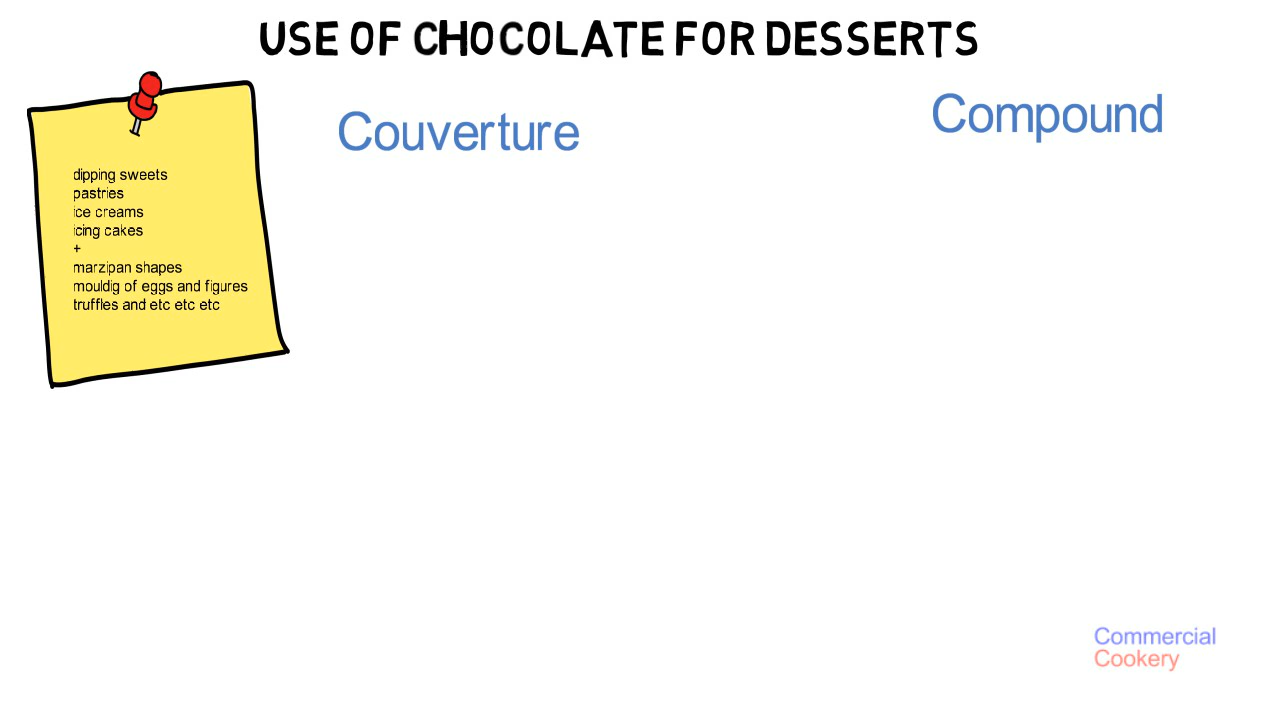 USE OF CHOCOLATE FOR DESSERTS
Couverture
Compound
dipping sweets
pastries
ice creams
icing cakes
+
marzipan shapes
mouldig of eggs and figures
truffles and etc etc etc
Commercial
Cookery